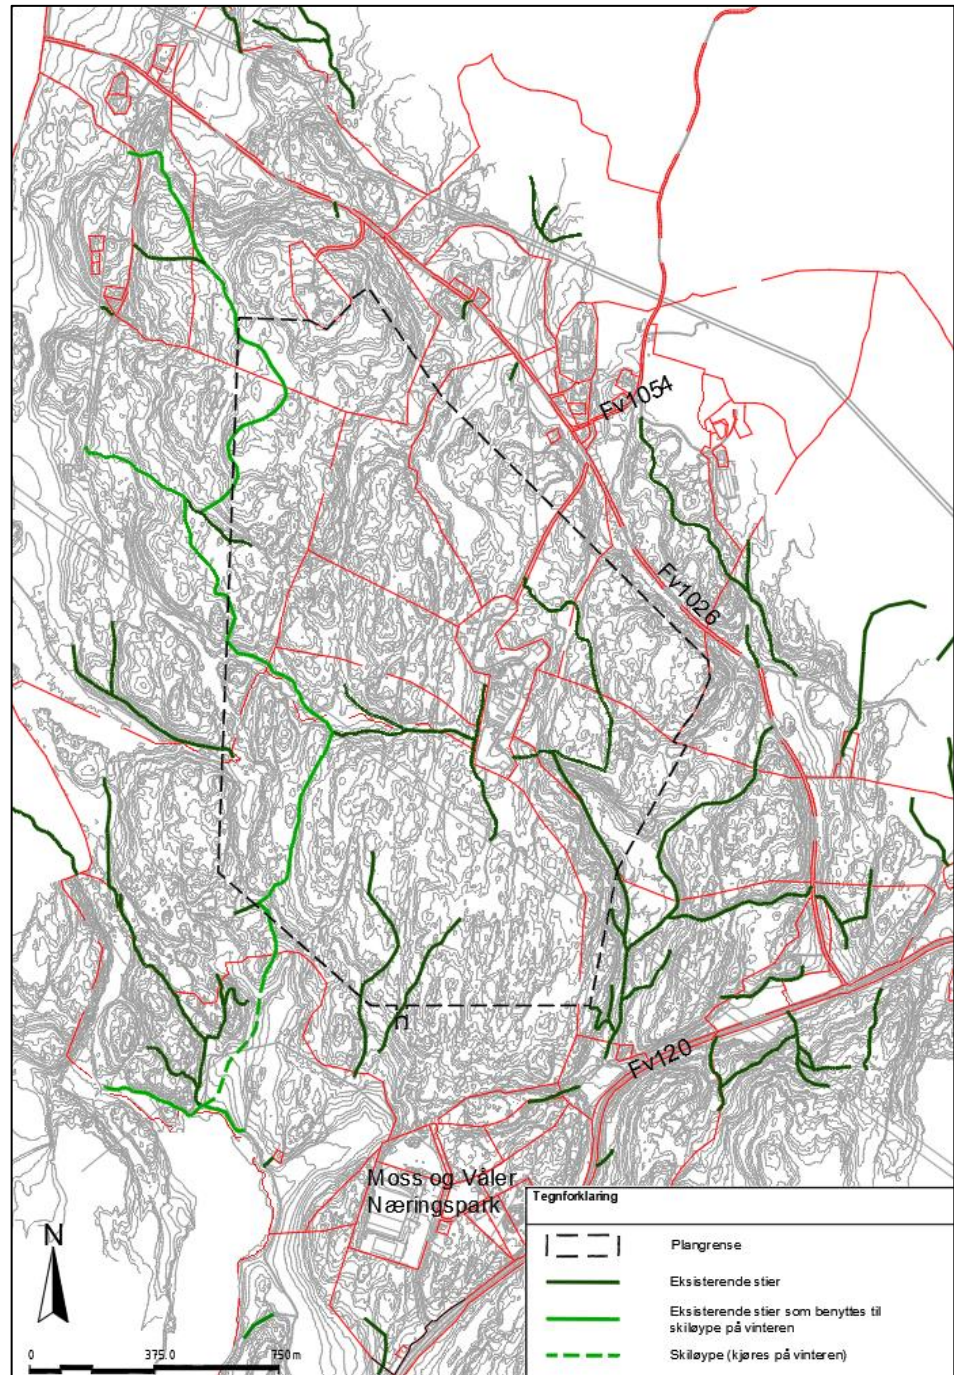 Fv1054
Fv1026
Fv120
Moss og Våler
Næringspark
N
0 375.0 750 m
Tegnforklaring
Plangrense
Eksisterende stier
Eksisterende stier som benyttes til
skiløype på vinteren
Skiløype (kjøres på vinteren)